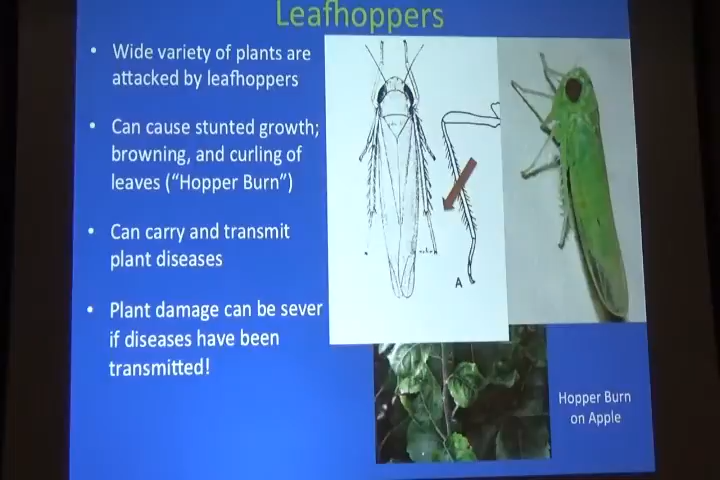 Leafhoppers
• Wide variety of plants are
attacked by leafhoppers
• Can cause stunted growth;
browning, and curling of
leaves (“Hopper Burn”)
• Can carry and transmit
plant diseases
• Plant damage can be sever
if diseases have been
transmitted!
A
Hopper Burn
on Apple